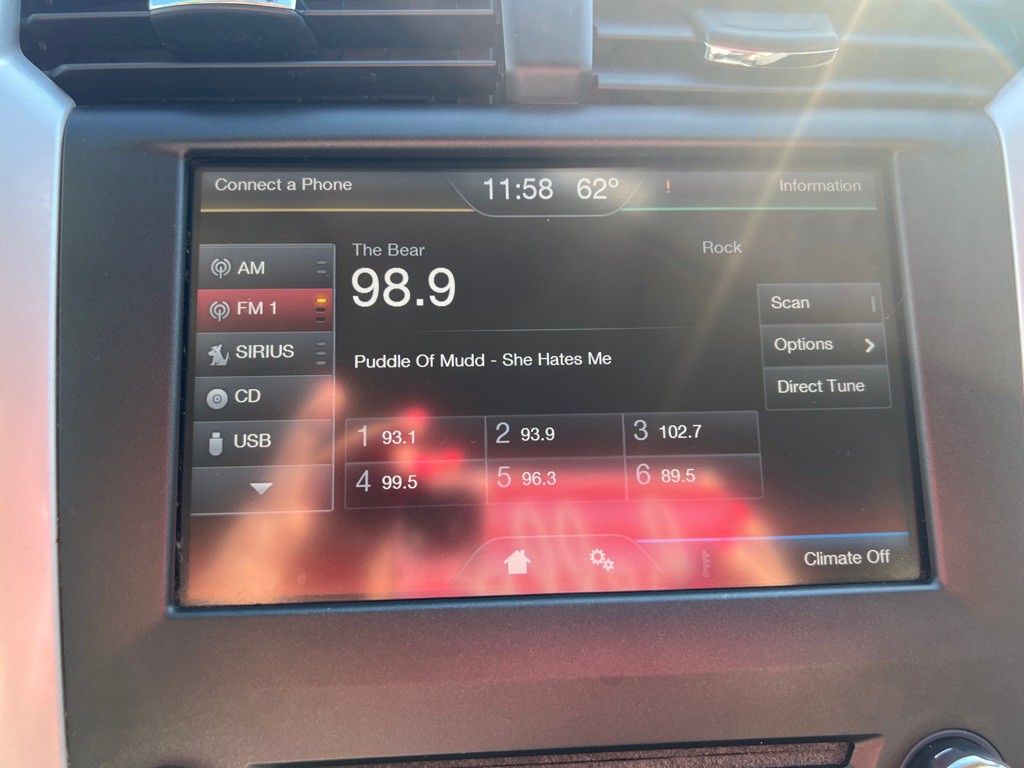 Connect a Phone
11:58 62°
!
Information
AM
FM 1
SIRIUS
CD
USB
The Bear
Rock
98.9
Puddle Of Mudd - She Hates Me
1 93.1
2 93.9
3 102.7
4 99.5
5 96.3
6 89.5
Scan
Options
Direct Tune
Climate Off